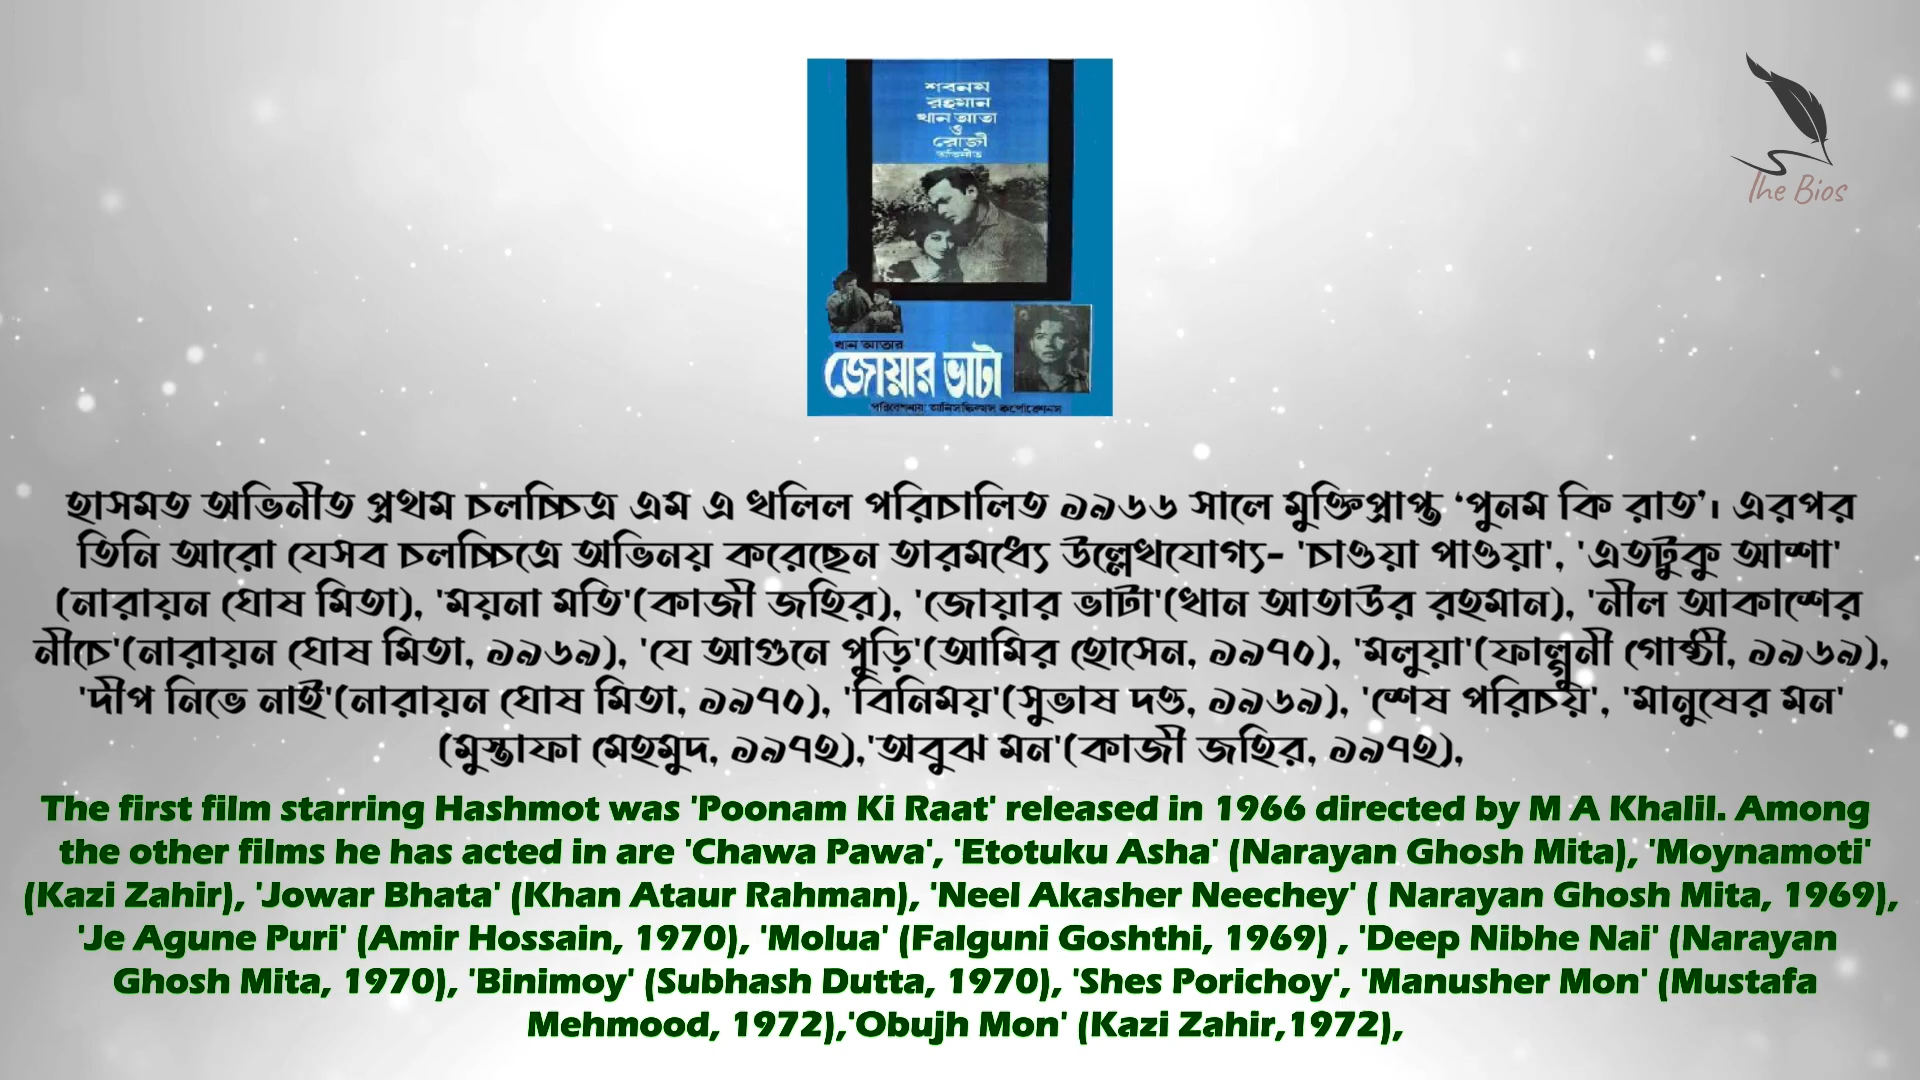 শবনম
রহমান
খান আতা
ও
রোজী
অভিনীত
খান আতার
জোয়ার ভাটা
পরিবেশনায়: আনিস ফিল্মস কর্পোরেশনস
The Bios
হাসমত অভিনীত প্রথম চলচ্চিত্র এম এ খলিল পরিচালিত ১৯৬৬ সালে মুক্তিপ্রাপ্ত ‘পুনম কি রাত’। এরপর
তিনি আরো যেসব চলচ্চিত্রে অভিনয় করেছেন তারমধ্যে উল্লেখযোগ্য- 'চাওয়া পাওয়া', 'এতটুকু আশা'
(নারায়ন ঘোষ মিতা), 'ময়না মতি'(কাজী জহির), 'জোয়ার ভাটা'(খান আতাউর রহমান), 'নীল আকাশের
নীচে'(নারায়ন ঘোষ মিতা, ১৯৬৯), 'যে আগুনে পুড়ি'(আমির হোসেন, ১৯৭০), 'মলুয়া'(ফাল্গুনী গোষ্ঠী, ১৯৬৯),
'দীপ নিভে নাই'(নারায়ন ঘোষ মিতা, ১৯৭০), 'বিনিময়'(সুভাষ দত্ত, ১৯৬৯), 'শেষ পরিচয়', 'মানুষের মন'
(মুস্তাফা মেহমুদ, ১৯৭২),'অবুঝ মন'(কাজী জহির, ১৯৭২),
The first film starring Hashmot was 'Poonam Ki Raat' released in 1966 directed by M A Khalil. Among
the other films he has acted in are 'Chawa Pawa', 'Etotuku Asha' (Narayan Ghosh Mita), 'Moynamoti'
(Kazi Zahir), 'Jowar Bhata' (Khan Ataur Rahman), 'Neel Akasher Neechey' ( Narayan Ghosh Mita, 1969),
'Je Agune Puri' (Amir Hossain, 1970), 'Molua' (Falguni Goshthi, 1969) , 'Deep Nibhe Nai' (Narayan
Ghosh Mita, 1970), 'Binimoy' (Subhash Dutta, 1970), 'Shes Porichoy', 'Manusher Mon' (Mustafa
Mehmood, 1972),'Obujh Mon' (Kazi Zahir,1972),